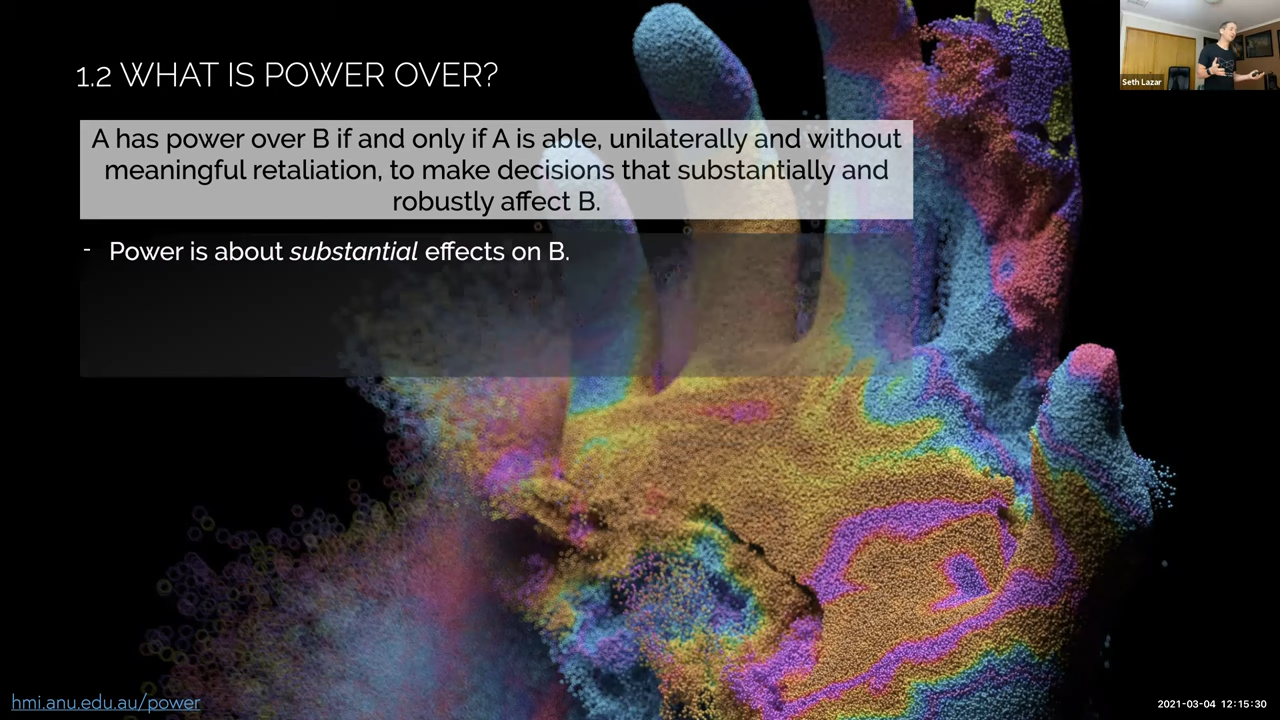 1.2 WHAT IS POWER OVER?
Seth Lazar
A has power over B if and only if A is able, unilaterally and without
meaningful retaliation, to make decisions that substantially and
robustly affect B.
- Power is about substantial effects on B.
hmi.anu.edu.au/power
2021-03-04 12:15:30